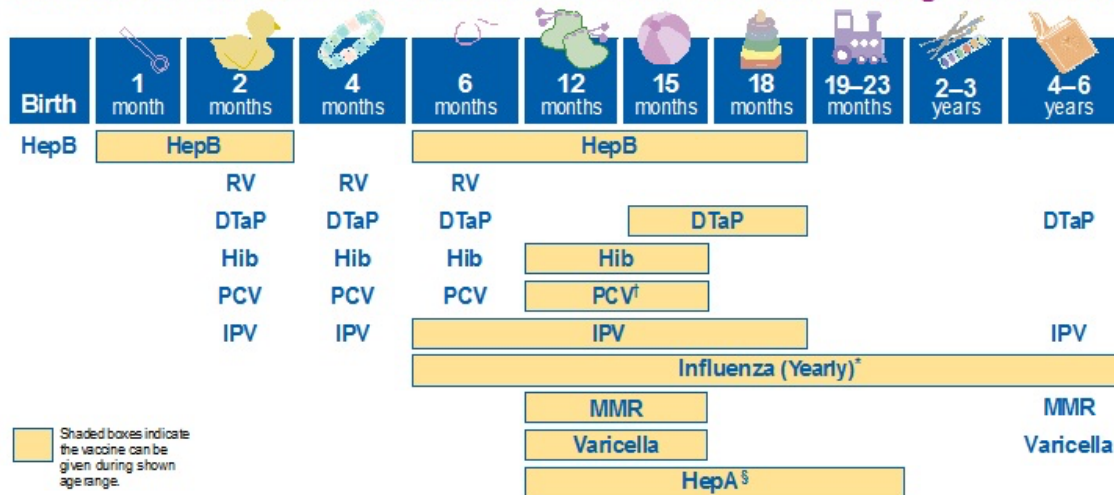 Birth 1 month 2 months 4 months 6 months 12 months 15 months 18 months 19–23 months 2–3 years 4–6 years
HepB HepB HepB
RV RV RV
DTaP DTaP DTaP DTaP DTaP
Hib Hib Hib Hib
PCV PCV PCV PCV†
IPV IPV IPV IPV
Influenza (Yearly)*
MMR MMR
Varicella Varicella
HepA§
Shaded boxes indicate
the vaccine can be
given during shown
age range.